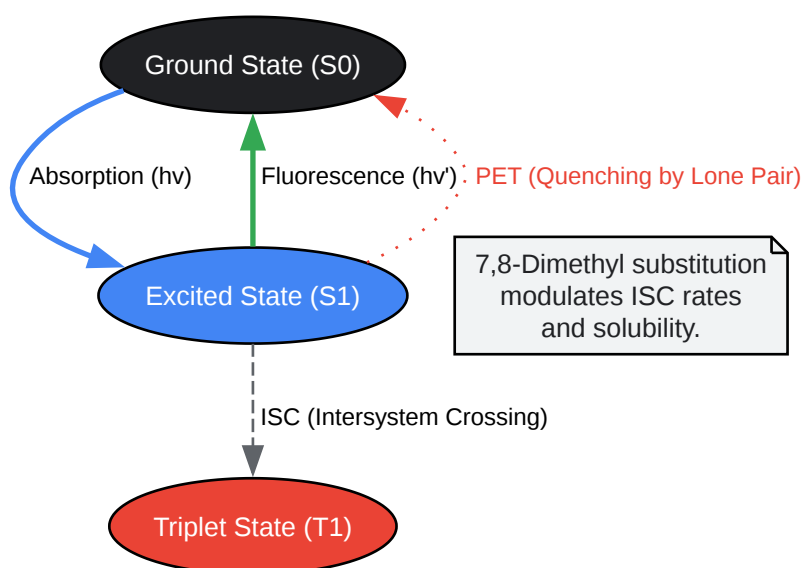 Ground State (S0)
Absorption (hv)
Fluorescence (hv')
PET (Quenching by Lone Pair)
7,8-Dimethyl substitution
modulates ISC rates
and solubility.
Excited State (S1)
ISC (Intersystem Crossing)
Triplet State (T1)